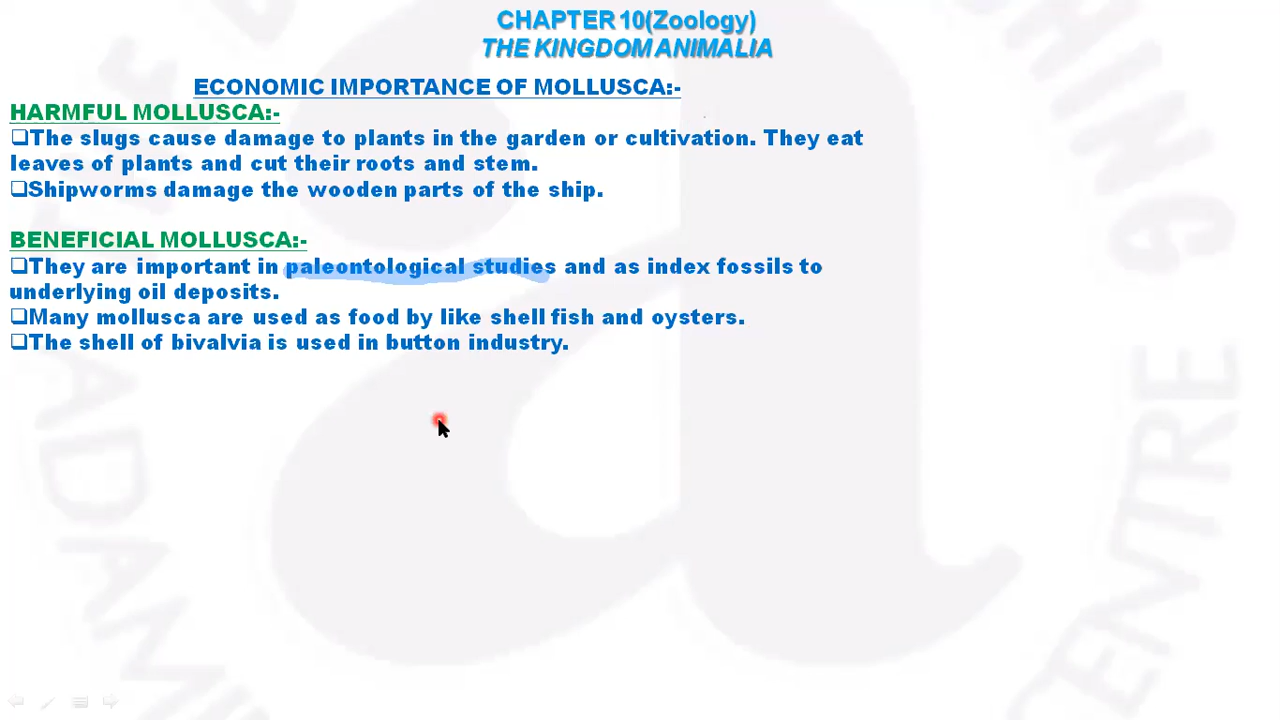 CHAPTER 10(Zoology)
THE KINGDOM ANIMALIA
ECONOMIC IMPORTANCE OF MOLLUSCA:-
HARMFUL MOLLUSCA:-
❑The slugs cause damage to plants in the garden or cultivation. They eat
leaves of plants and cut their roots and stem.
❑Shipworms damage the wooden parts of the ship.
BENEFICIAL MOLLUSCA:-
❑They are important in paleontological studies and as index fossils to
underlying oil deposits.
❑Many mollusca are used as food by like shell fish and oysters.
❑The shell of bivalvia is used in button industry.
CENTRE